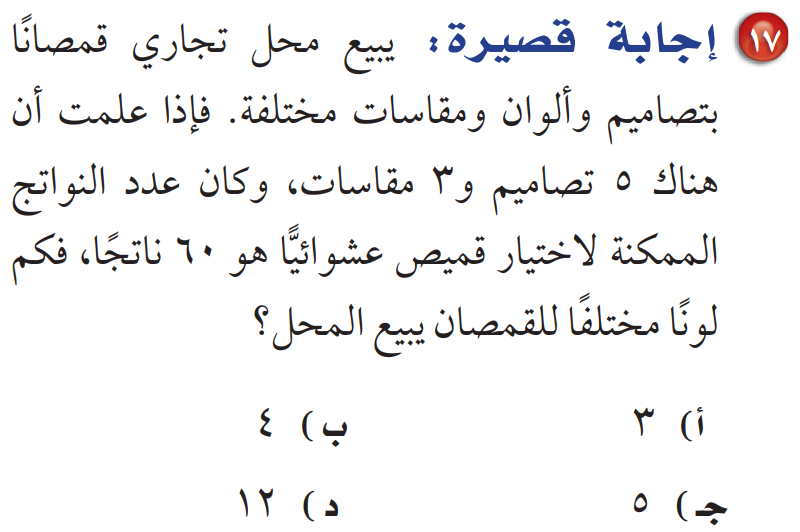 ١٧ إجابة قصيرة: يبيع محل تجاري قمصانًا
بتصاميم وألوان ومقاسات مختلفة. فإذا علمت أن
هناك ٥ تصاميم و٣ مقاسات، وكان عدد النواتج
الممكنة لاختيار قميص عشوائيًّا هو ٦٠ ناتجًا، فكم
لونًا مختلفًا للقمصان يبيع المحل؟
أ) ٣ ب) ٤
جـ) ٥ د) ١٢